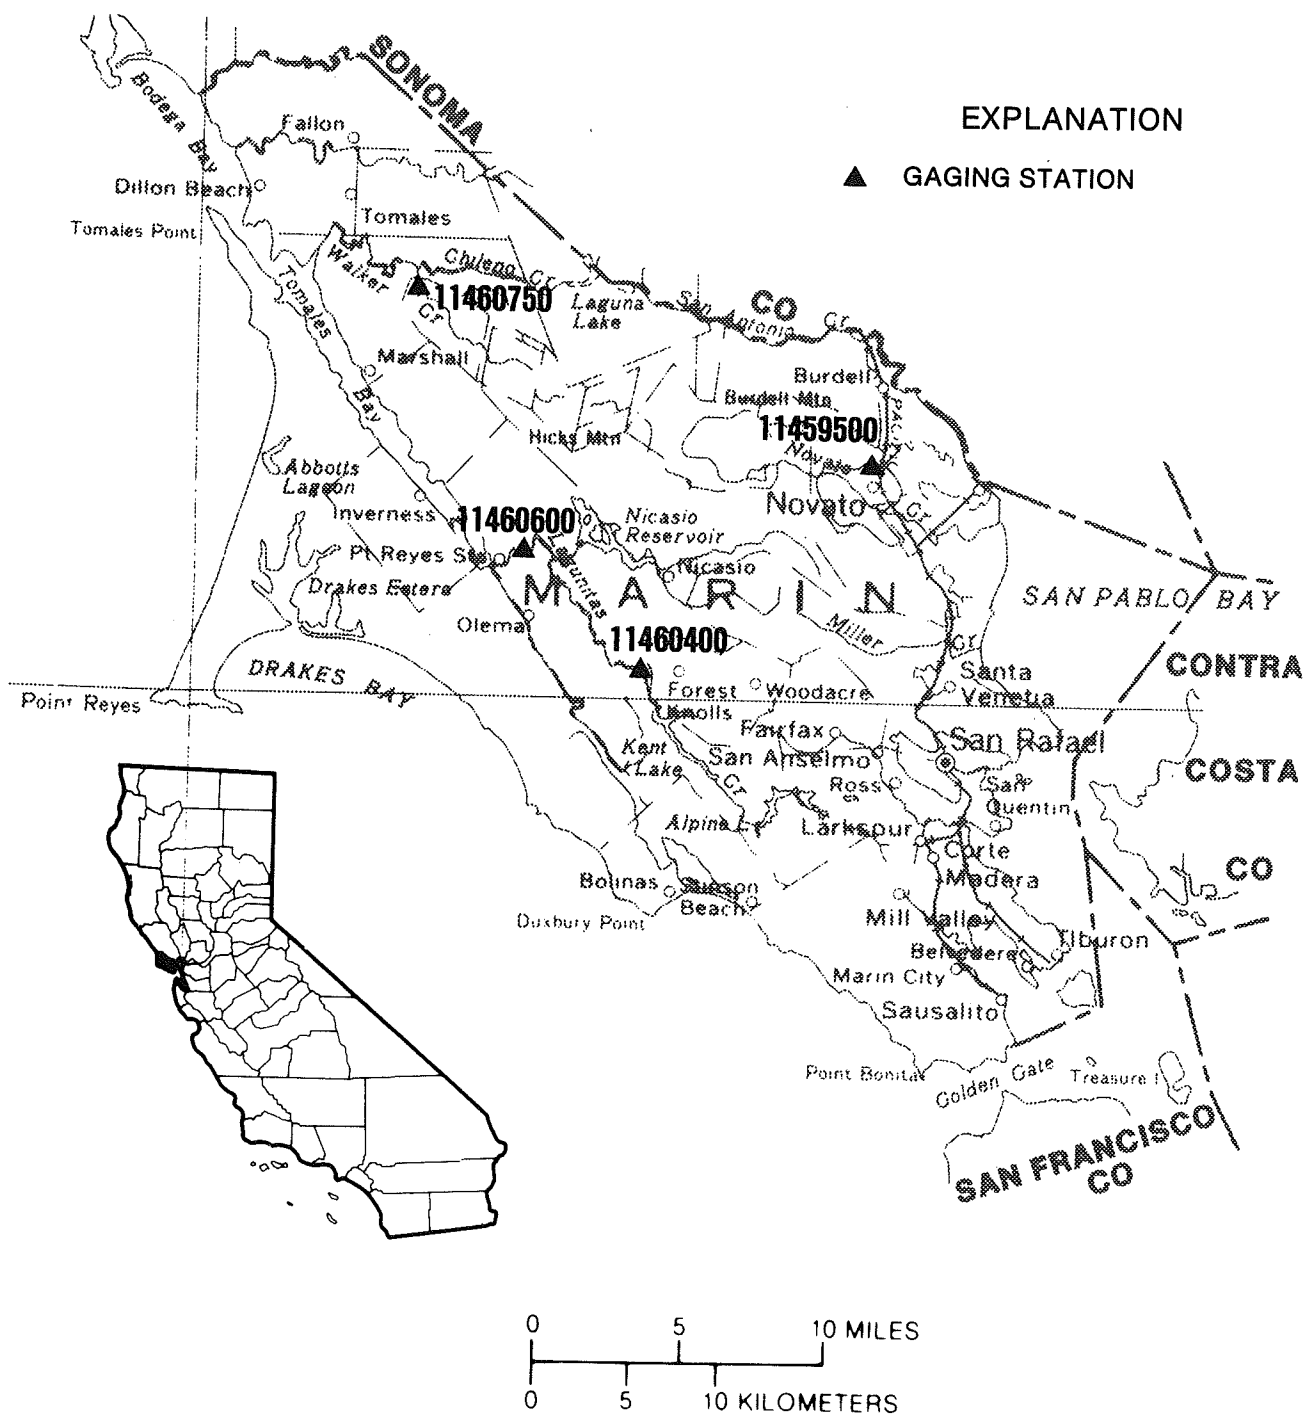 SONOMA
Bodega Bay
EXPLANATION
GAGING STATION
Fallon
Dillon Beach
Tomales
Tomales Point
Walker
Chileno Cr
11460750
Cr
Laguna
Lake
CO
San Antonio Cr
Tomales Bay
Marshall
Burdell
Burdell Mtn
11459500
Hicks Mtn
Novato
Novato
Cr
Abbotts
Lagoon
Inverness
11460600
Nicasio
Reservoir
Pt Reyes Sta
Nicasio
Drakes Estero
Lagunitas
MARIN
SAN PABLO BAY
Olema
11460400
Miller
Cr
CONTRA
DRAKES BAY
Forest
Knolls
Woodacre
Santa
Venetia
Point Reyes
Fairfax
San Rafael
Kent
Lake
San Anselmo
COSTA
Cr
Ross
San
Quentin
Alpine L
Larkspur
Corte
Madera
CO
Bolinas
Stinson
Beach
Duxbury Point
Mill Valley
Tiburon
Belvedere
Marin City
Sausalito
Point Bonita
Golden Gate
Treasure I
SAN FRANCISCO
CO
0 5 10 MILES
0 5 10 KILOMETERS